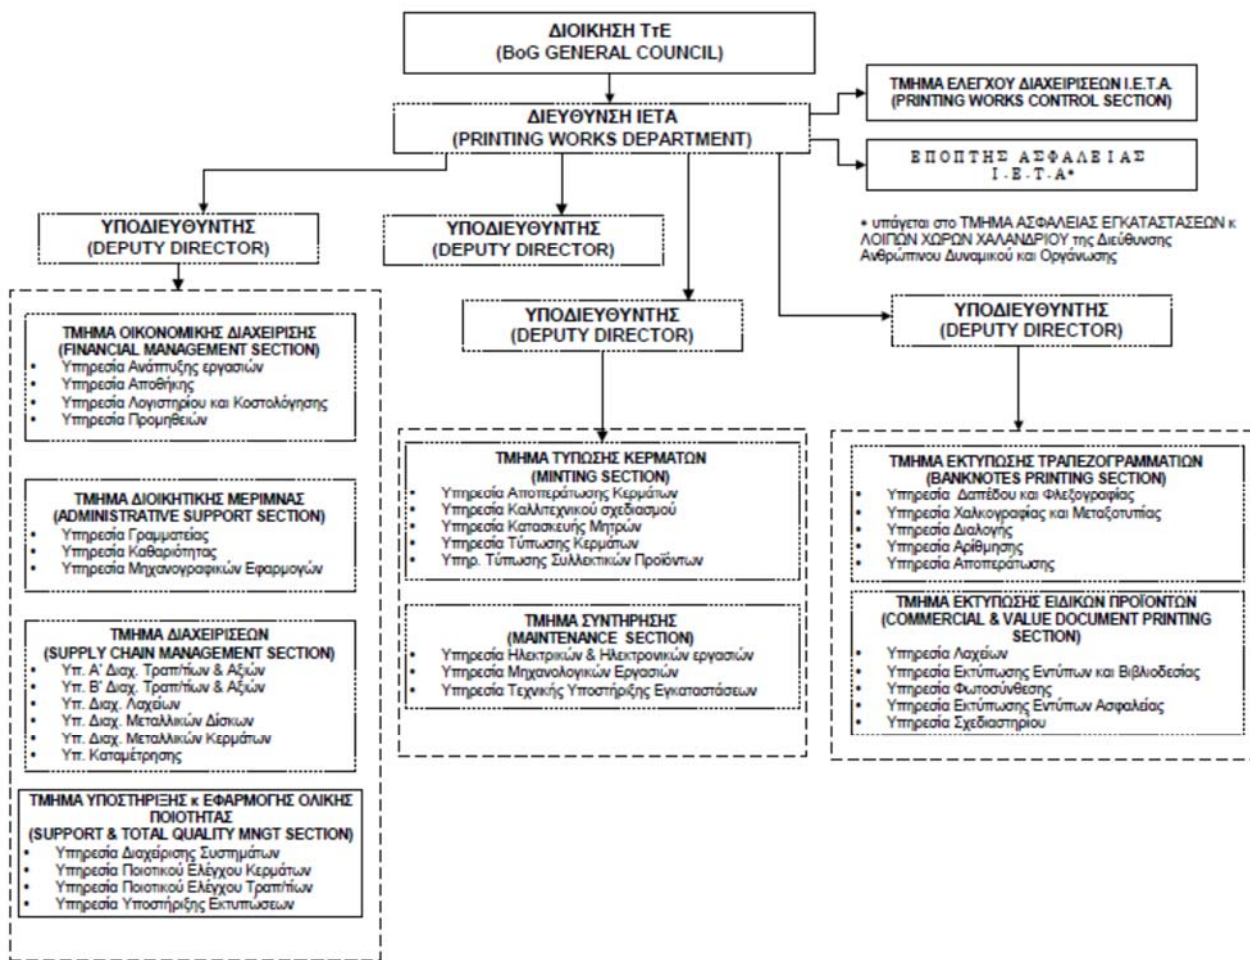 ΔΙΟΙΚΗΣΗ ΤτΕ
(BoG GENERAL COUNCIL)
ΤΜΗΜΑ ΕΛΕΓΧΟΥ ΔΙΑΧΕΙΡΙΣΕΩΝ Ι.Ε.Τ.Α.
(PRINTING WORKS CONTROL SECTION)
ΔΙΕΥΘΥΝΣΗ ΙΕΤΑ
(PRINTING WORKS DEPARTMENT)
ΕΠΟΠΤΗΣ ΑΣΦΑΛΕΙΑΣ
Ι.Ε.Τ.Α*
* υπάγεται στο ΤΜΗΜΑ ΑΣΦΑΛΕΙΑΣ ΕΓΚΑΤΑΣΤΑΣΕΩΝ κ
ΛΟΙΠΩΝ ΧΩΡΩΝ ΧΑΛΑΝΔΡΙΟΥ της Διεύθυνσης
Ανθρώπινου Δυναμικού και Οργάνωσης
ΥΠΟΔΙΕΥΘΥΝΤΗΣ
(DEPUTY DIRECTOR)
ΥΠΟΔΙΕΥΘΥΝΤΗΣ
(DEPUTY DIRECTOR)
ΥΠΟΔΙΕΥΘΥΝΤΗΣ
(DEPUTY DIRECTOR)
ΥΠΟΔΙΕΥΘΥΝΤΗΣ
(DEPUTY DIRECTOR)
ΤΜΗΜΑ ΟΙΚΟΝΟΜΙΚΗΣ ΔΙΑΧΕΙΡΙΣΗΣ
(FINANCIAL MANAGEMENT SECTION)
• Υπηρεσία Ανάπτυξης εργασιών
• Υπηρεσία Αποθήκης
• Υπηρεσία Λογιστηρίου και Κοστολόγησης
• Υπηρεσία Προμηθειών
ΤΜΗΜΑ ΔΙΟΙΚΗΤΙΚΗΣ ΜΕΡΙΜΝΑΣ
(ADMINISTRATIVE SUPPORT SECTION)
• Υπηρεσία Γραμματείας
• Υπηρεσία Καθαριότητας
• Υπηρεσία Μηχανογραφικών Εφαρμογών
ΤΜΗΜΑ ΔΙΑΧΕΙΡΙΣΕΩΝ
(SUPPLY CHAIN MANAGEMENT SECTION)
• Υπ. Α' Διαχ. Τραπ/τίων & Αξιών
• Υπ. Β' Διαχ. Τραπ/τίων & Αξιών
• Υπ. Διαχ. Λαχείων
• Υπ. Διαχ. Μεταλλικών Δίσκων
• Υπ. Διαχ. Μεταλλικών Κερμάτων
• Υπ. Καταμέτρησης
ΤΜΗΜΑ ΥΠΟΣΤΗΡΙΞΗΣ κ ΕΦΑΡΜΟΓΗΣ ΟΛΙΚΗΣ
ΠΟΙΟΤΗΤΑΣ
(SUPPORT & TOTAL QUALITY MNGT SECTION)
• Υπηρεσία Διαχείρισης Συστημάτων
• Υπηρεσία Ποιοτικού Ελέγχου Κερμάτων
• Υπηρεσία Ποιοτικού Ελέγχου Τραπ/τίων
• Υπηρεσία Υποστήριξης Εκτυπώσεων
ΤΜΗΜΑ ΤΥΠΩΣΗΣ ΚΕΡΜΑΤΩΝ
(MINTING SECTION)
• Υπηρεσία Αποπεράτωσης Κερμάτων
• Υπηρεσία Καλλιτεχνικού σχεδιασμού
• Υπηρεσία Κατασκευής Μητρών
• Υπηρεσία Τύπωσης Κερμάτων
• Υπηρ. Τύπωσης Συλλεκτικών Προϊόντων
ΤΜΗΜΑ ΣΥΝΤΗΡΗΣΗΣ
(MAINTENANCE SECTION)
• Υπηρεσία Ηλεκτρικών & Ηλεκτρονικών εργασιών
• Υπηρεσία Μηχανολογικών Εργασιών
• Υπηρεσία Τεχνικής Υποστήριξης Εγκαταστάσεων
ΤΜΗΜΑ ΕΚΤΥΠΩΣΗΣ ΤΡΑΠΕΖΟΓΡΑΜΜΑΤΙΩΝ
(BANKNOTES PRINTING SECTION)
• Υπηρεσία Δαπέδου και Φλεξογραφίας
• Υπηρεσία Χαλκογραφίας και Μεταξοτυπίας
• Υπηρεσία Διαλογής
• Υπηρεσία Αρίθμησης
• Υπηρεσία Αποπεράτωσης
ΤΜΗΜΑ ΕΚΤΥΠΩΣΗΣ ΕΙΔΙΚΩΝ ΠΡΟΪΟΝΤΩΝ
(COMMERCIAL & VALUE DOCUMENT PRINTING
SECTION)
• Υπηρεσία Λαχείων
• Υπηρεσία Εκτύπωσης Εντύπων και Βιβλιοδεσίας
• Υπηρεσία Φωτοσύνθεσης
• Υπηρεσία Εκτύπωσης Εντύπων Ασφαλείας
• Υπηρεσία Σχεδιαστηρίου